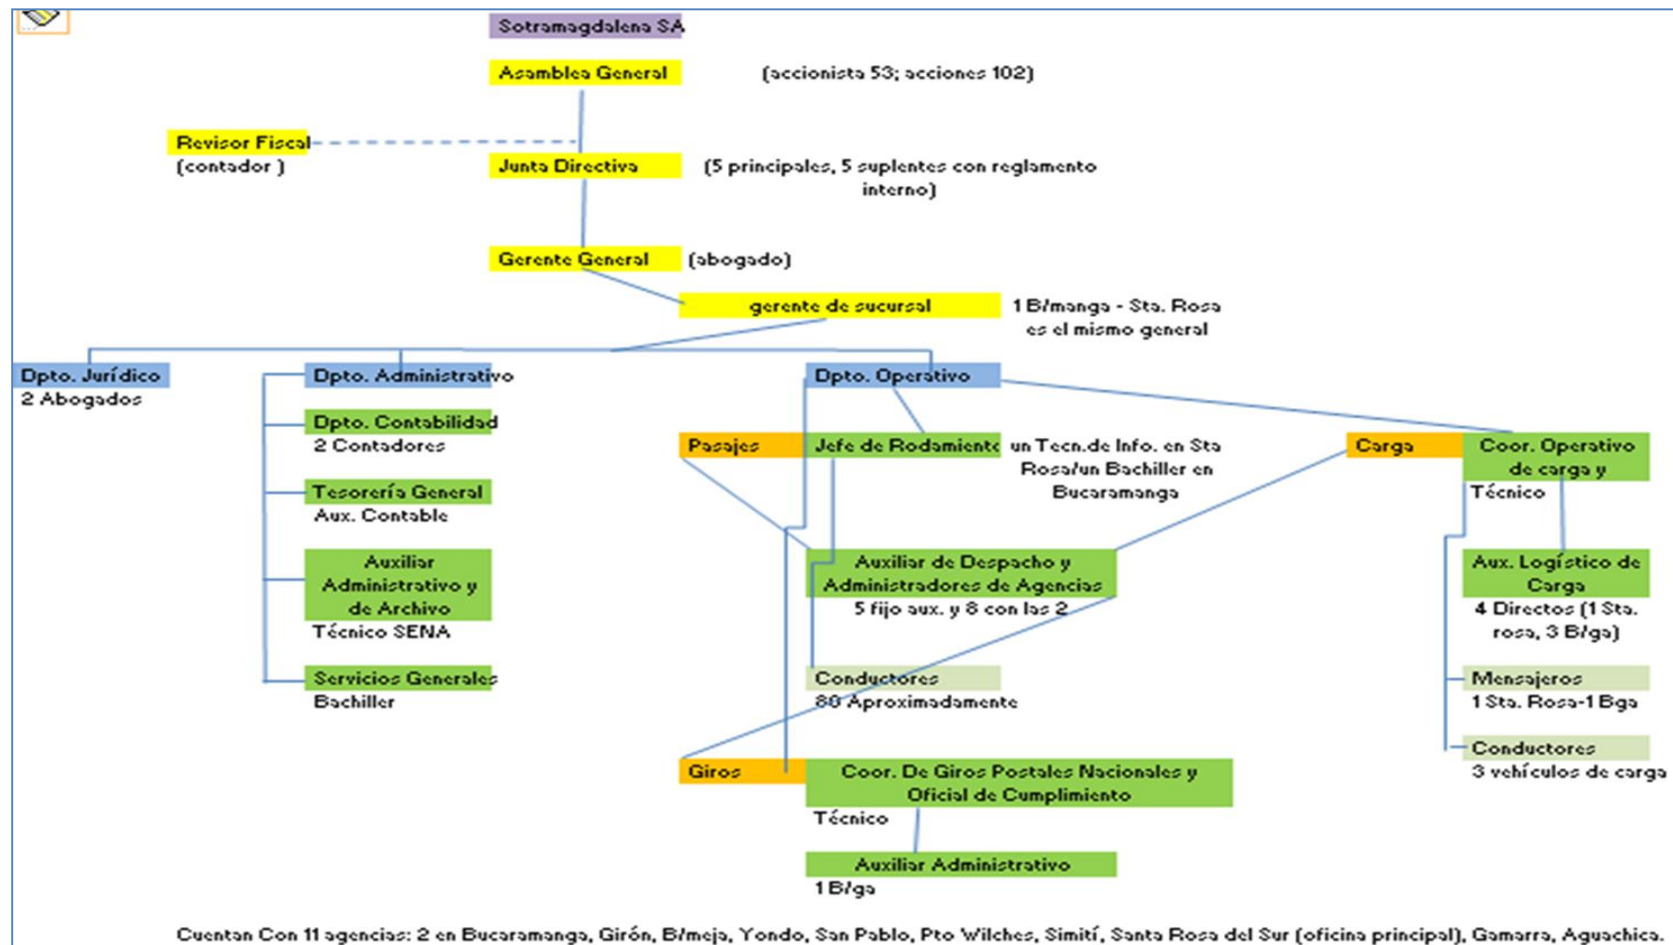 Sotramagdalena SA
Asamblea General
(accionista 53; acciones 102)
Revisor Fiscal
(contador )
Junta Directiva
(5 principales, 5 suplentes con reglamento
interno)
Gerente General
(abogado)
gerente de sucursal
1 B/manga - Sta. Rosa
es el mismo general
Dpto. Jurídico
2 Abogados
Dpto. Administrativo
Dpto. Contabilidad
2 Contadores
Tesorería General
Aux. Contable
Auxiliar
Administrativo y
de Archivo
Técnico SENA
Servicios Generales
Bachiller
Dpto. Operativo
Pasajes
Jefe de Rodamiento
un Tecn.de Info. en Sta
Rosa/un Bachiller en
Bucaramanga
Auxiliar de Despacho y
Administradores de Agencias
5 fijo aux. y 8 con las 2
Conductores
80 Aproximadamente
Giros
Coor. De Giros Postales Nacionales y
Oficial de Cumplimiento
Técnico
Auxiliar Administrativo
1 B/ga
Carga
Coor. Operativo
de carga y
Técnico
Aux. Logístico de
Carga
4 Directos (1 Sta.
rosa, 3 B/ga)
Mensajeros
1 Sta. Rosa-1 Bga
Conductores
3 vehículos de carga
Cuentan Con 11 agencias: 2 en Bucaramanga, Girón, B/meja, Yondo, San Pablo, Pto Wilches, Simití, Santa Rosa del Sur (oficina principal), Gamarra, Aguachica.